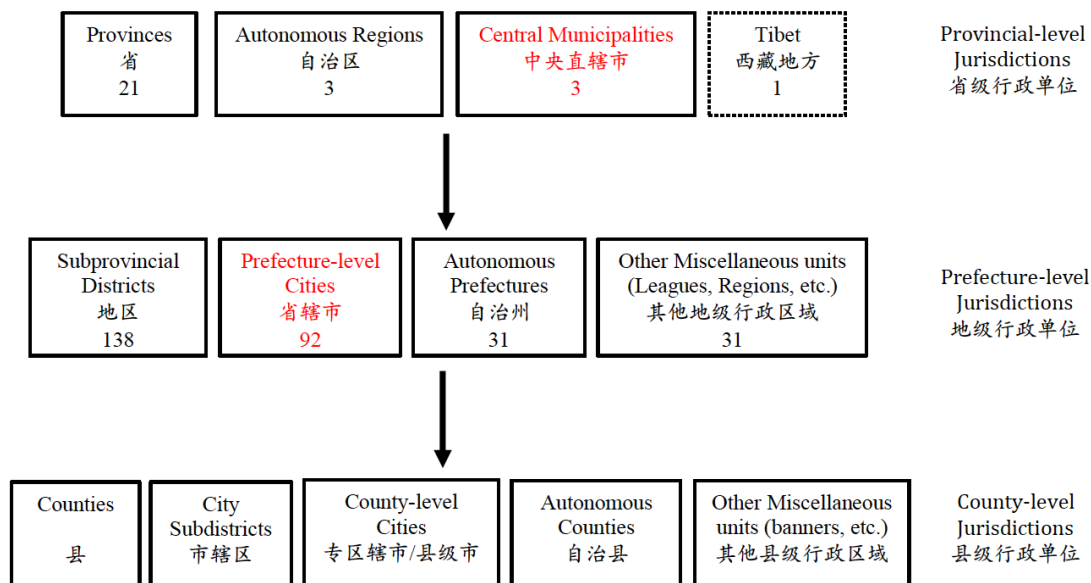 Provinces
省
21
Autonomous Regions
自治区
3
Central Municipalities
中央直辖市
3
Tibet
西藏地方
1
Provincial-level
Jurisdictions
省级行政单位
Subprovincial
Districts
地区
138
Prefecture-level
Cities
省辖市
92
Autonomous
Prefectures
自治州
31
Other Miscellaneous units
(Leagues, Regions, etc.)
其他地级行政区域
31
Prefecture-level
Jurisdictions
地级行政单位
Counties
县
City
Subdistricts
市辖区
County-level
Cities
专区辖市/县级市
Autonomous
Counties
自治县
Other Miscellaneous
units (banners, etc.)
其他县级行政区域
County-level
Jurisdictions
县级行政单位